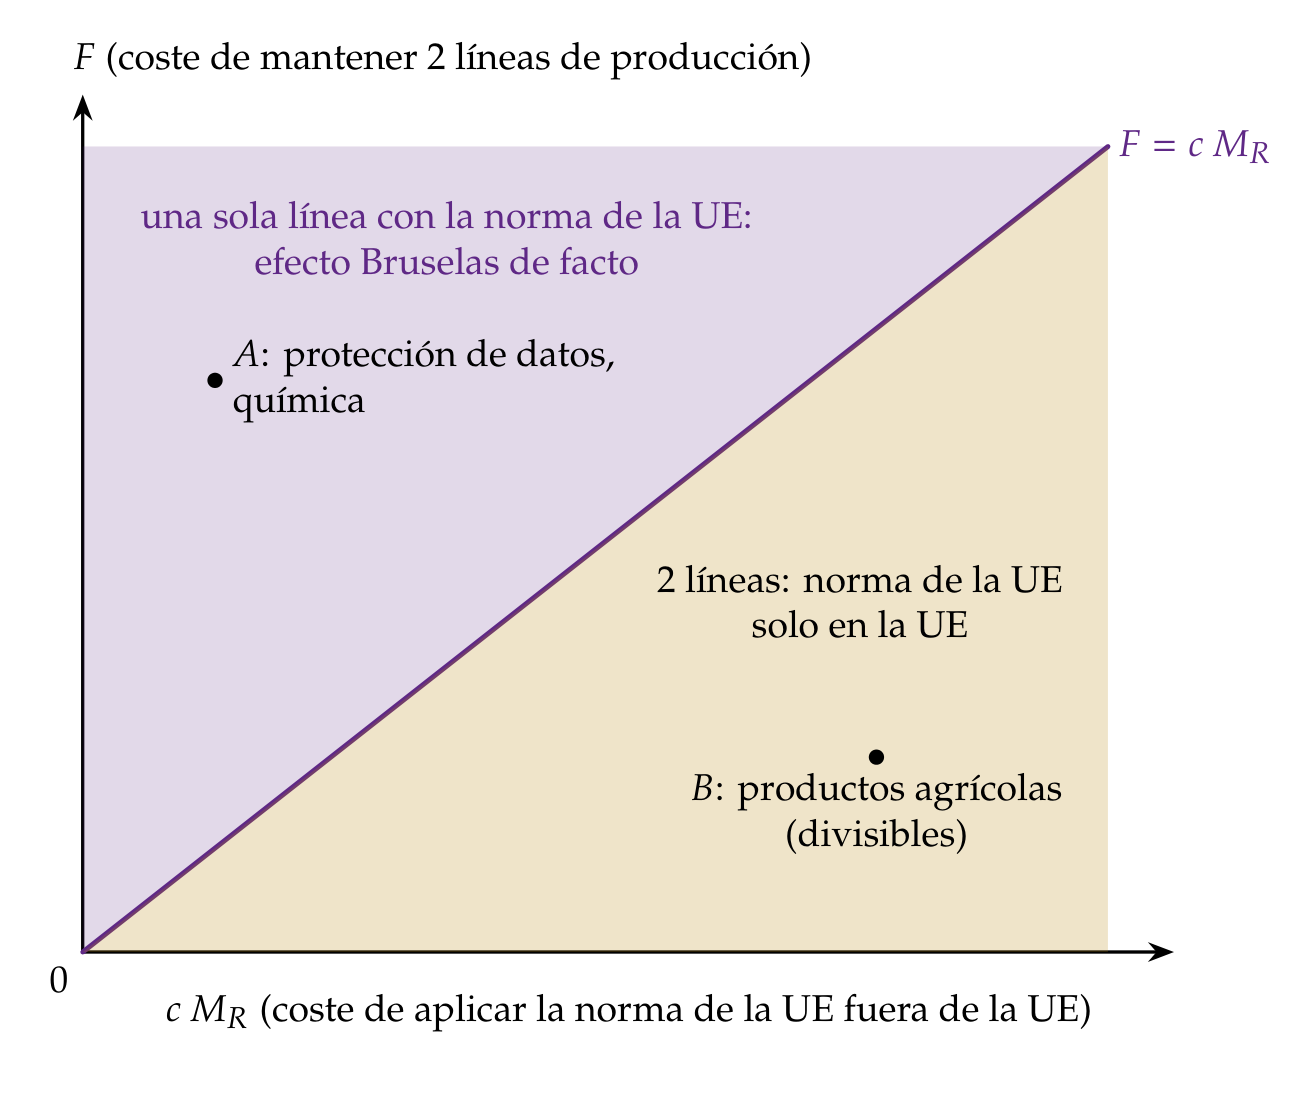 F (coste de mantener 2 líneas de producción)
F = c M_R
una sola línea con la norma de la UE:
efecto Bruselas de facto
A: protección de datos,
química
2 líneas: norma de la UE
solo en la UE
B: productos agrícolas
(divisibles)
0
c M_R (coste de aplicar la norma de la UE fuera de la UE)